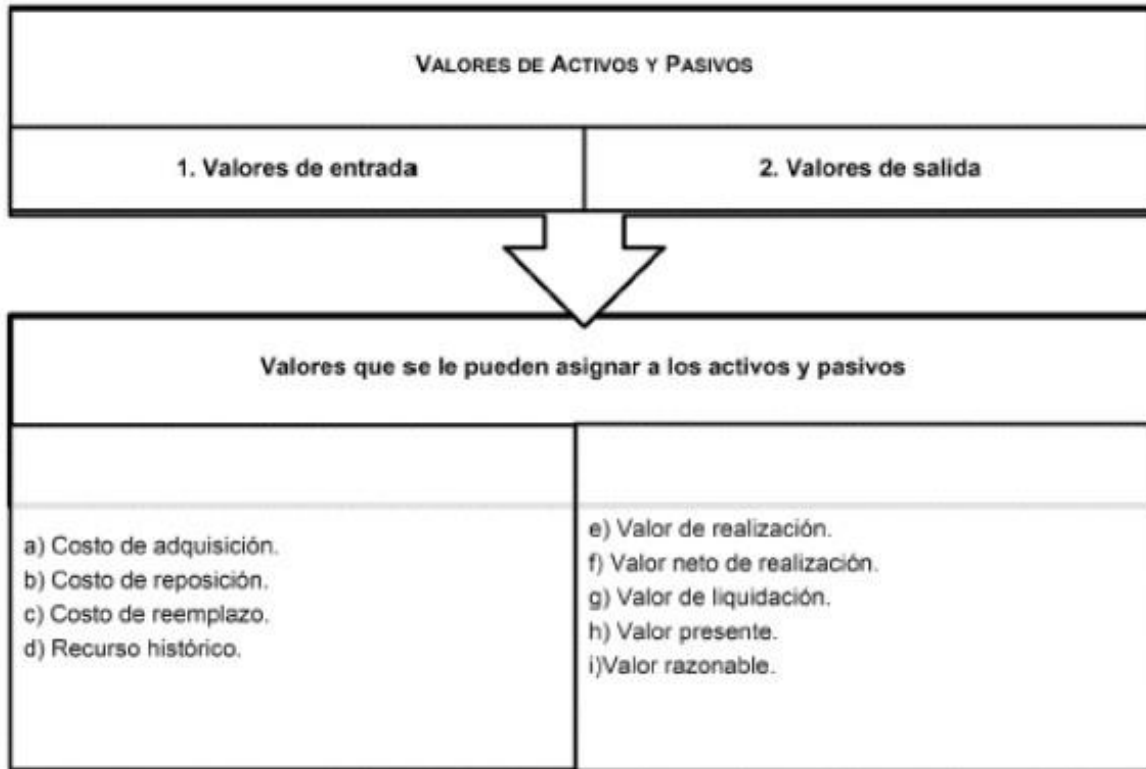 VALORES DE ACTIVOS Y PASIVOS
1. Valores de entrada
2. Valores de salida
Valores que se le pueden asignar a los activos y pasivos
a) Costo de adquisición.
b) Costo de reposición.
c) Costo de reemplazo.
d) Recurso histórico.
e) Valor de realización.
f) Valor neto de realización.
g) Valor de liquidación.
h) Valor presente.
i)Valor razonable.